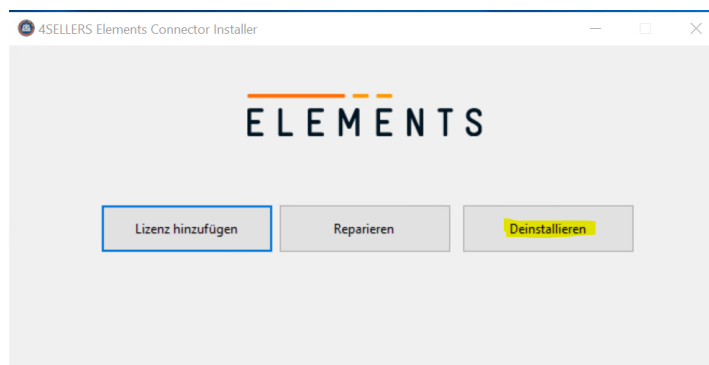 4SELLERS Elements Connector Installer
ELEMENTS
Lizenz hinzufügen
Reparieren
Deinstallieren